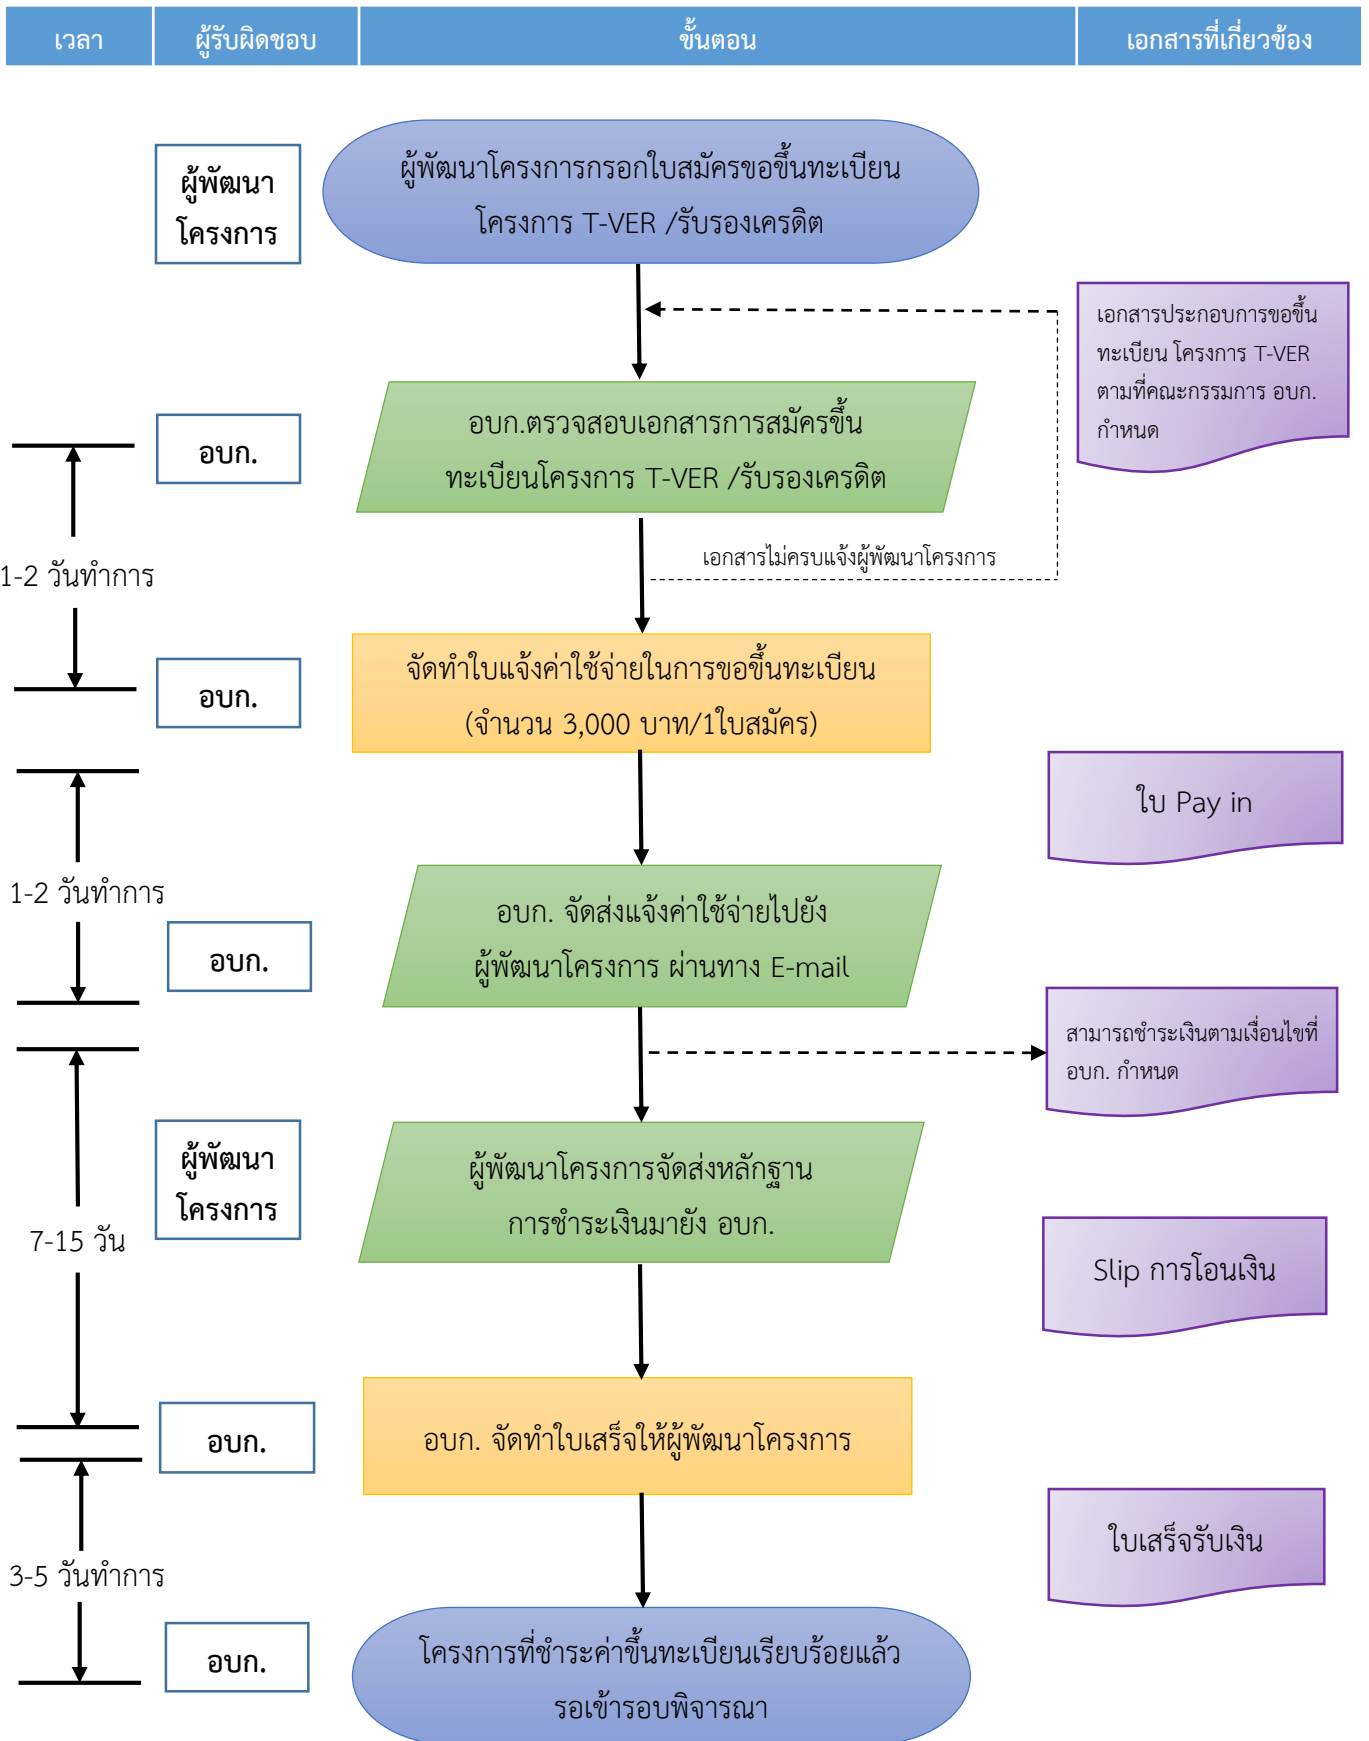 เวลา
ผู้รับผิดชอบ
ขั้นตอน
เอกสารที่เกี่ยวข้อง
ผู้พัฒนา
โครงการ
ผู้พัฒนาโครงการกรอกใบสมัครขอขึ้นทะเบียน
โครงการ T-VER /รับรองเครดิต
เอกสารประกอบการขอขึ้น
ทะเบียน โครงการ T-VER
ตามที่คณะกรรมการ อบก.
กำหนด
อบก.
อบก.ตรวจสอบเอกสารการสมัครขึ้น
ทะเบียนโครงการ T-VER /รับรองเครดิต
เอกสารไม่ครบแจ้งผู้พัฒนาโครงการ
1-2 วันทำการ
อบก.
จัดทำใบแจ้งค่าใช้จ่ายในการขอขึ้นทะเบียน
(จำนวน 3,000 บาท/1ใบสมัคร)
ใบ Pay in
1-2 วันทำการ
อบก.
อบก. จัดส่งแจ้งค่าใช้จ่ายไปยัง
ผู้พัฒนาโครงการ ผ่านทาง E-mail
สามารถชำระเงินตามเงื่อนไขที่
อบก. กำหนด
ผู้พัฒนา
โครงการ
ผู้พัฒนาโครงการจัดส่งหลักฐาน
การชำระเงินมายัง อบก.
7-15 วัน
Slip การโอนเงิน
อบก.
อบก. จัดทำใบเสร็จให้ผู้พัฒนาโครงการ
ใบเสร็จรับเงิน
3-5 วันทำการ
อบก.
โครงการที่ชำระค่าขึ้นทะเบียนเรียบร้อยแล้ว
รอเข้ารอบพิจารณา